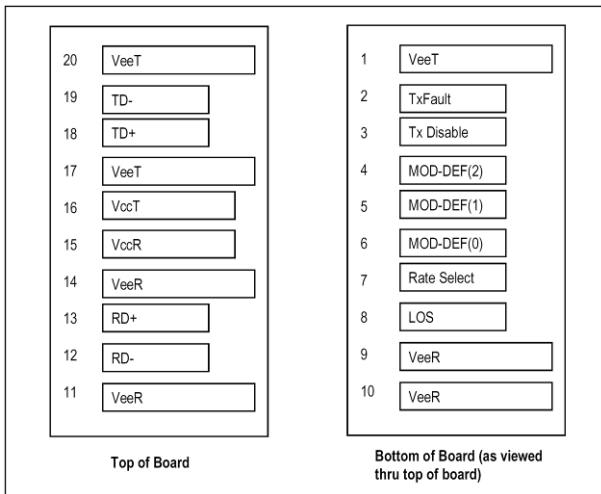 20 VeeT
19 TD-
18 TD+
17 VeeT
16 VccT
15 VccR
14 VeeR
13 RD+
12 RD-
11 VeeR
Top of Board
1 VeeT
2 TxFault
3 Tx Disable
4 MOD-DEF(2)
5 MOD-DEF(1)
6 MOD-DEF(0)
7 Rate Select
8 LOS
9 VeeR
10 VeeR
Bottom of Board (as viewed
thru top of board)